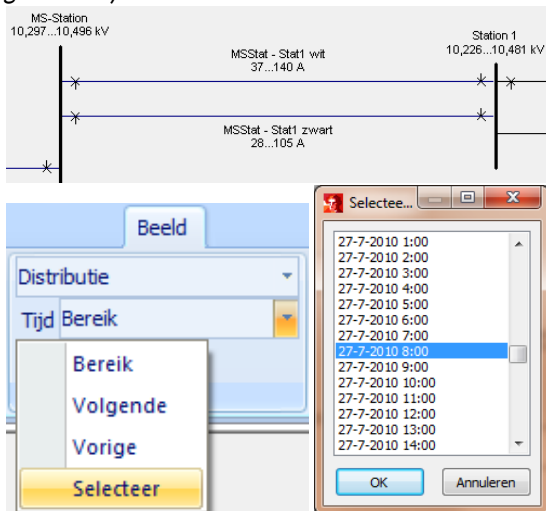 MS-Station
10,297...10,496 kV
Station 1
10,226...10,481 kV
MSStat - Stat1 wit
37...140 A
MSStat - Stat1 zwart
28...105 A
Beeld
Distributie
Tijd Bereik
Bereik
Volgende
Vorige
Selecteer
Selectee...
27-7-2010 1:00
27-7-2010 2:00
27-7-2010 3:00
27-7-2010 4:00
27-7-2010 5:00
27-7-2010 6:00
27-7-2010 7:00
27-7-2010 8:00
27-7-2010 9:00
27-7-2010 10:00
27-7-2010 11:00
27-7-2010 12:00
27-7-2010 13:00
27-7-2010 14:00
OK
Annuleren